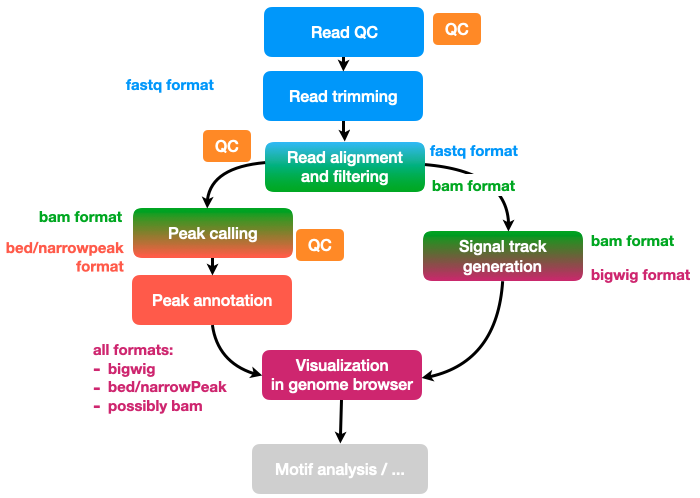 Read QC
QC
fastq format
Read trimming
QC
Read alignment
and filtering
fastq format
bam format
bam format
Peak calling
bed/narrowpeak
format
QC
Signal track
generation
bam format
bigwig format
Peak annotation
all formats:
- bigwig
- bed/narrowPeak
- possibly bam
Visualization
in genome browser
Motif analysis / ...